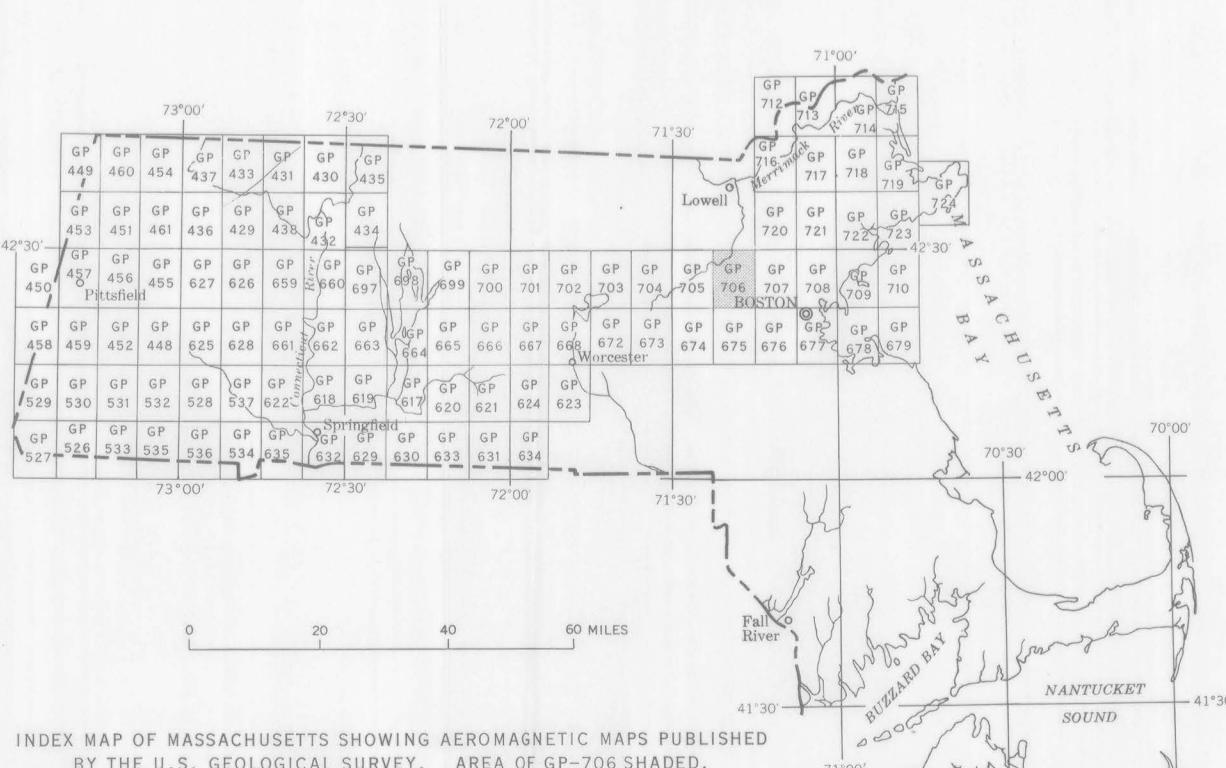 71°00'
GP 712 GP 713 GP 714 GP 715
73°00' 72°30' 72°00' 71°30'
River
Merrimack
GP 449 GP 460 GP 454 GP 437 GP 433 GP 431 GP 430 GP 435 GP 716 GP 717 GP 718 GP 719
GP 724
Lowell
GP 453 GP 451 GP 461 GP 436 GP 429 GP 438 GP 432 GP 434 GP 720 GP 721 GP 722 GP 723
42°30' 42°30'
GP 450 GP 457 GP 456 GP 455 GP 627 GP 626 GP 659 GP 660 GP 697 GP 698 GP 699 GP 700 GP 701 GP 702 GP 703 GP 704 GP 705 GP 706 GP 707 GP 708 GP 709 GP 710
Pittsfield
BOSTON
MASSACHUSETTS
BAY
GP 458 GP 459 GP 452 GP 448 GP 625 GP 628 GP 661 GP 662 GP 663 GP 664 GP 665 GP 666 GP 667 GP 668 GP 672 GP 673 GP 674 GP 675 GP 676 GP 677 GP 678 GP 679
Worcester
Connecticut River
GP 529 GP 530 GP 531 GP 532 GP 528 GP 537 GP 622 GP 618 GP 619 GP 617 GP 620 GP 621 GP 624 GP 623
Springfield
GP 527 GP 526 GP 533 GP 535 GP 536 GP 534 GP 635 GP 632 GP 629 GP 630 GP 633 GP 631 GP 634
70°00'
70°30'
42°00'
73°00' 72°30' 72°00' 71°30'
Fall
River
0 20 40 60 MILES
BUZZARD BAY
NANTUCKET
SOUND
41°30' 41°30'
71°00'
INDEX MAP OF MASSACHUSETTS SHOWING AEROMAGNETIC MAPS PUBLISHED
BY THE U.S. GEOLOGICAL SURVEY. AREA OF GP-706 SHADED.